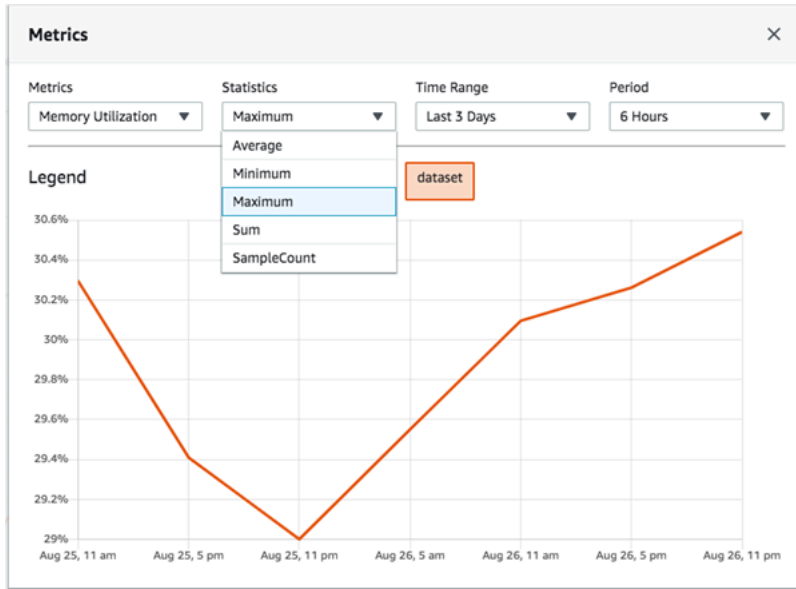 Metrics
Metrics Statistics Time Range Period
Memory Utilization Maximum Last 3 Days 6 Hours
Average
Minimum
Maximum
Sum
SampleCount
Legend
dataset
30.6%
30.4%
30.2%
30%
29.8%
29.6%
29.4%
29.2%
29%
Aug 25, 11 am Aug 25, 5 pm Aug 25, 11 pm Aug 26, 5 am Aug 26, 11 am Aug 26, 5 pm Aug 26, 11 pm